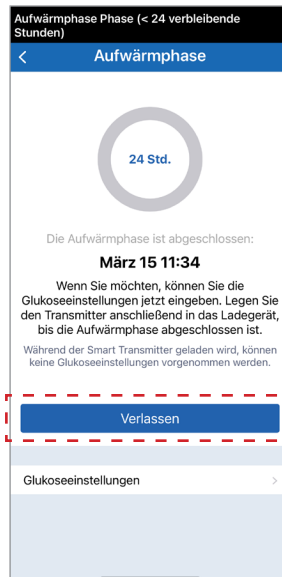 Aufwärmphase Phase (< 24 verbleibende
Stunden)
Aufwärmphase
24 Std.
Die Aufwärmphase ist abgeschlossen:
März 15 11:34
Wenn Sie möchten, können Sie die
Glukoseeinstellungen jetzt eingeben. Legen Sie
den Transmitter anschließend in das Ladegerät,
bis die Aufwärmphase abgeschlossen ist.
Während der Smart Transmitter geladen wird, können
keine Glukoseeinstellungen vorgenommen werden.
Verlassen
Glukoseeinstellungen